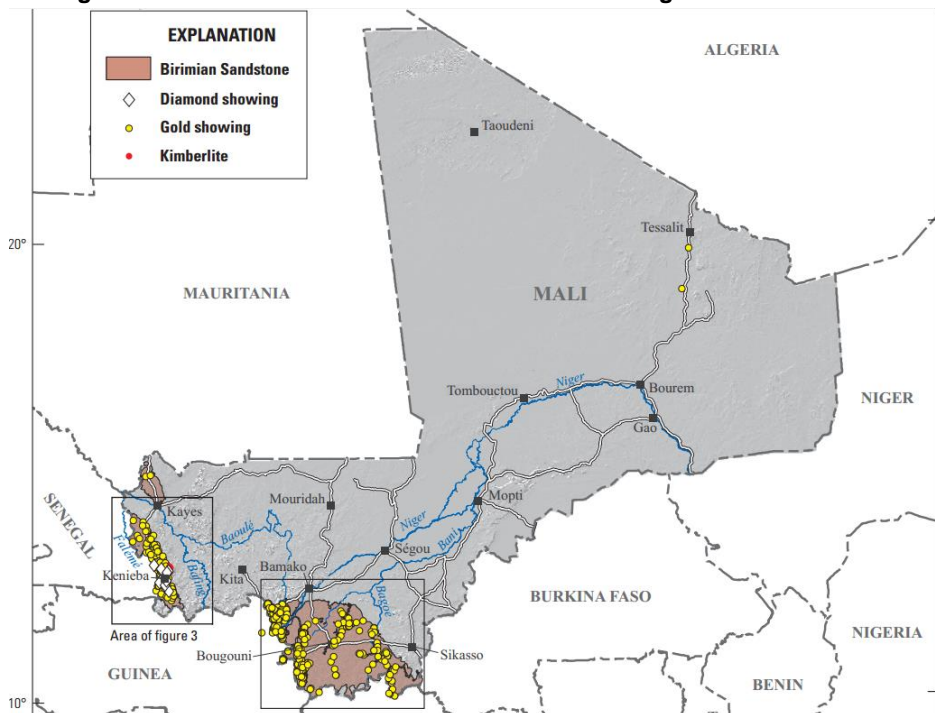 EXPLANATION
Birimian Sandstone
Diamond showing
Gold showing
Kimberlite
ALGERIA
Taoudeni
Tessalit
20°
MAURITANIA
MALI
Niger
Tombouctou
Bourem
NIGER
Gao
SENEGAL
Kayes
Mouridah
Mopti
Baoulé
Niger
Bani
Falémé
Bafing
Ségou
Kenieba
Kita
Bamako
Bagoé
BURKINA FASO
Area of figure 3
NIGERIA
Bougouni
Sikasso
GUINEA
BENIN
10°